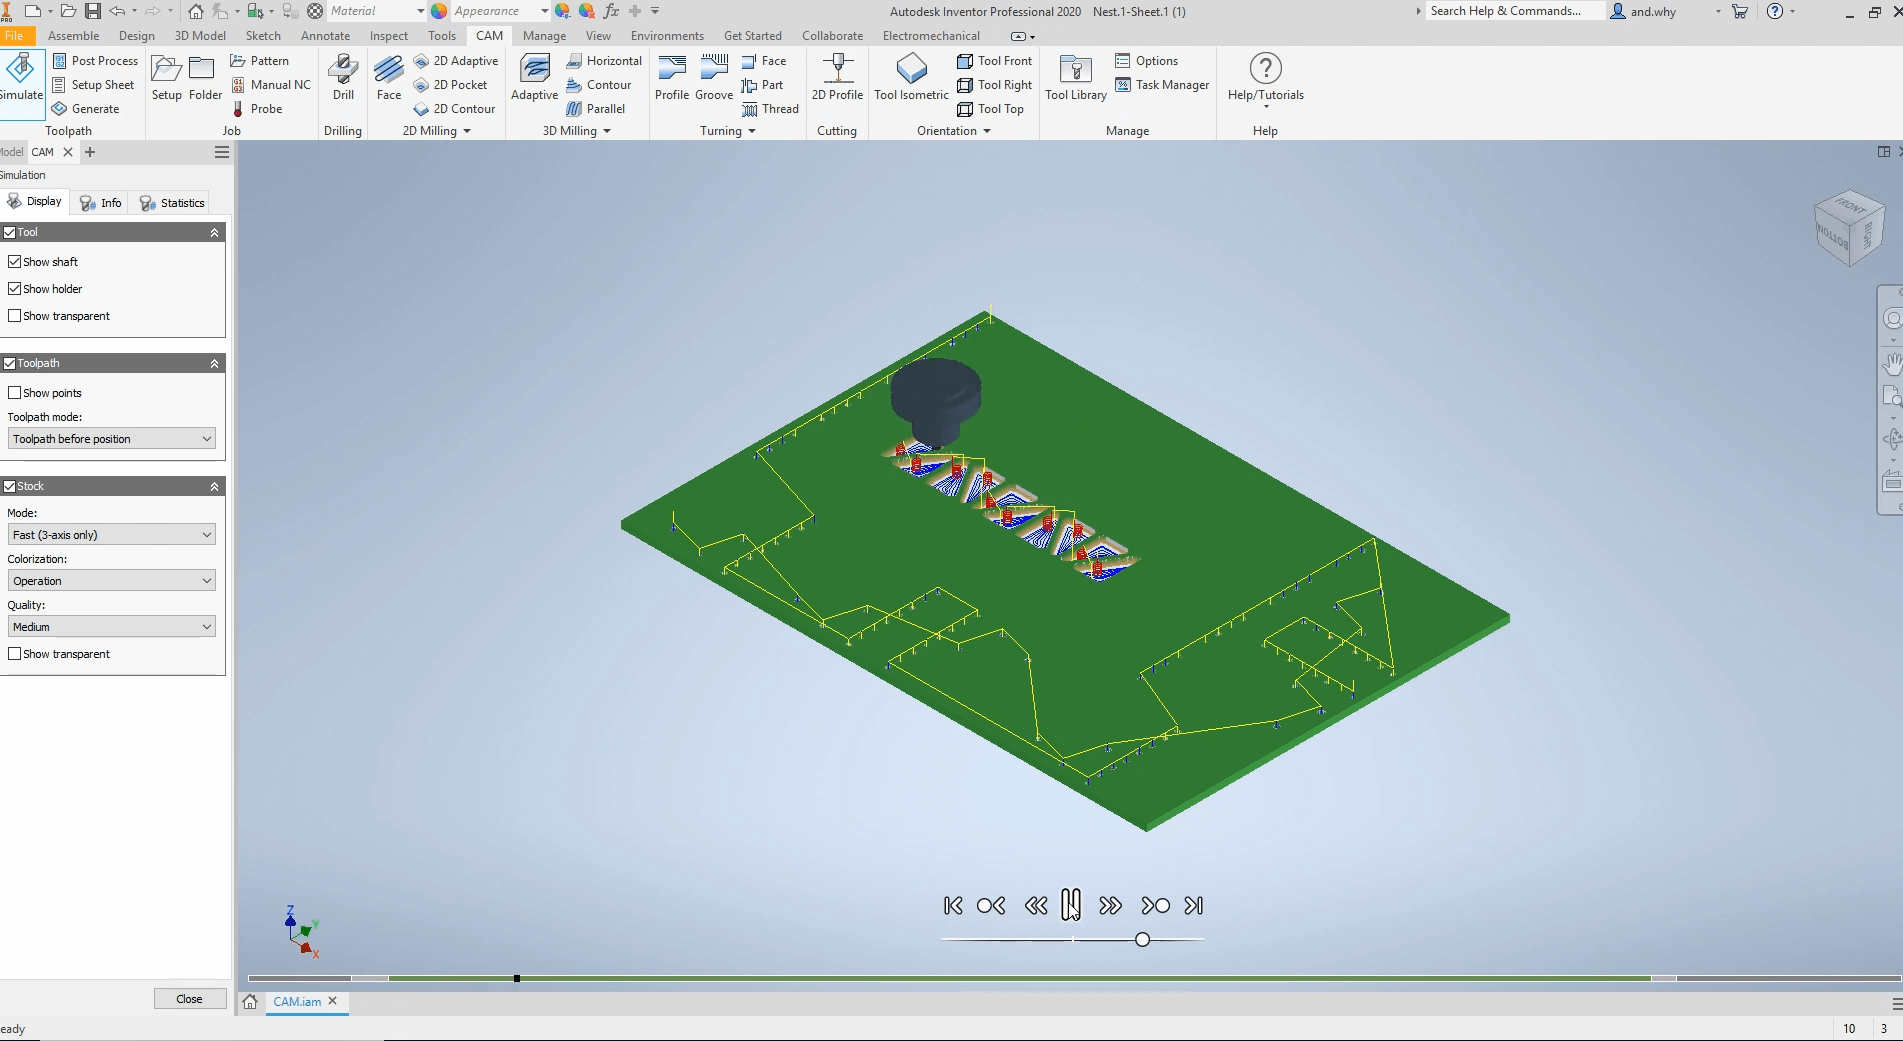 PRO
Material
Appearance
fx
Autodesk Inventor Professional 2020 Nest.1-Sheet.1 (1)
Search Help & Commands...
and.why
File
Assemble
Design
3D Model
Sketch
Annotate
Inspect
Tools
CAM
Manage
View
Environments
Get Started
Collaborate
Electromechanical
Simulate
Post Process
Setup Sheet
Generate
Toolpath
Setup
Folder
Pattern
Manual NC
Probe
Job
Drill
Drilling
Face
2D Adaptive
2D Pocket
2D Contour
2D Milling
Adaptive
Horizontal
Contour
Parallel
3D Milling
Profile
Groove
Face
Part
Thread
Turning
2D Profile
Cutting
Tool Isometric
Tool Front
Tool Right
Tool Top
Orientation
Tool Library
Options
Task Manager
Manage
Help/Tutorials
Help
Model
CAM
Simulation
Display
Info
Statistics
Tool
Show shaft
Show holder
Show transparent
Toolpath
Show points
Toolpath mode:
Toolpath before position
Stock
Mode:
Fast (3-axis only)
Colorization:
Operation
Quality:
Medium
Show transparent
Close
FRONT
BOTTOM
RIGHT
Z
Y
X
CAM.iam
eady
10 3